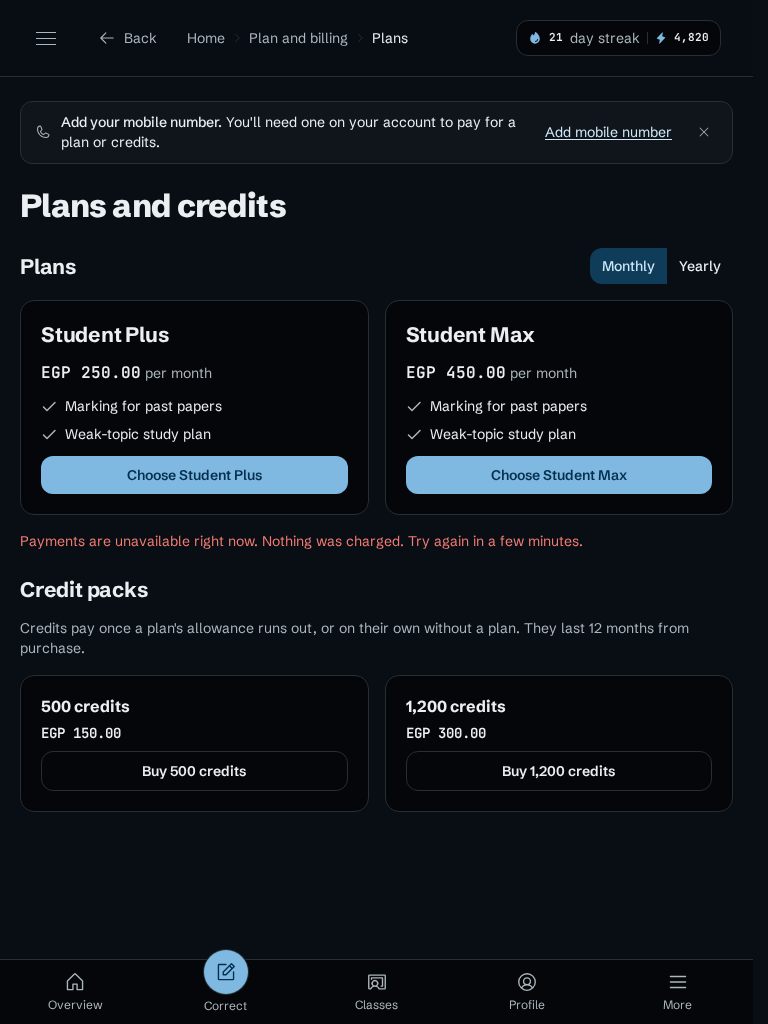 Back
Home
Plan and billing
Plans
21 day streak
4,820
Add your mobile number. You'll need one on your account to pay for a
plan or credits.
Add mobile number
Plans and credits
Plans
Monthly
Yearly
Student Plus
EGP 250.00 per month
Marking for past papers
Weak-topic study plan
Choose Student Plus
Student Max
EGP 450.00 per month
Marking for past papers
Weak-topic study plan
Choose Student Max
Payments are unavailable right now. Nothing was charged. Try again in a few minutes.
Credit packs
Credits pay once a plan's allowance runs out, or on their own without a plan. They last 12 months from
purchase.
500 credits
EGP 150.00
Buy 500 credits
1,200 credits
EGP 300.00
Buy 1,200 credits
Overview
Correct
Classes
Profile
More